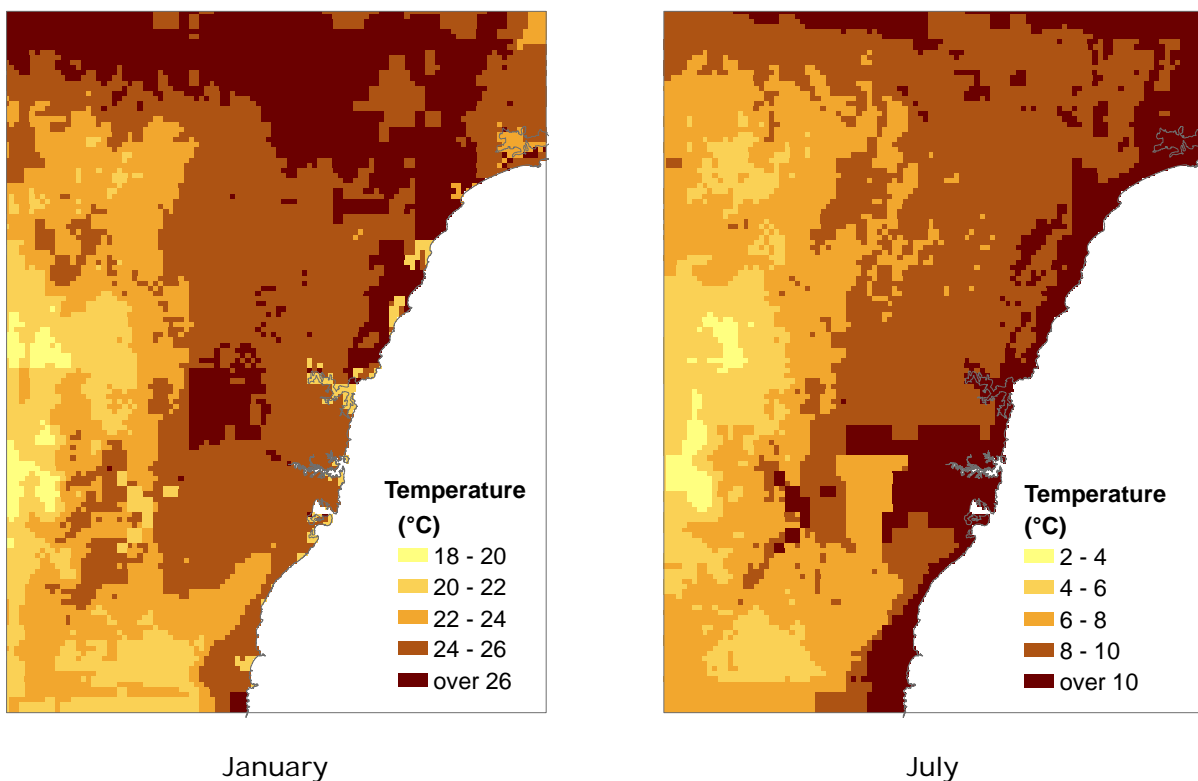 Temperature
(°C)
18 - 20
20 - 22
22 - 24
24 - 26
over 26
January
Temperature
(°C)
2 - 4
4 - 6
6 - 8
8 - 10
over 10
July